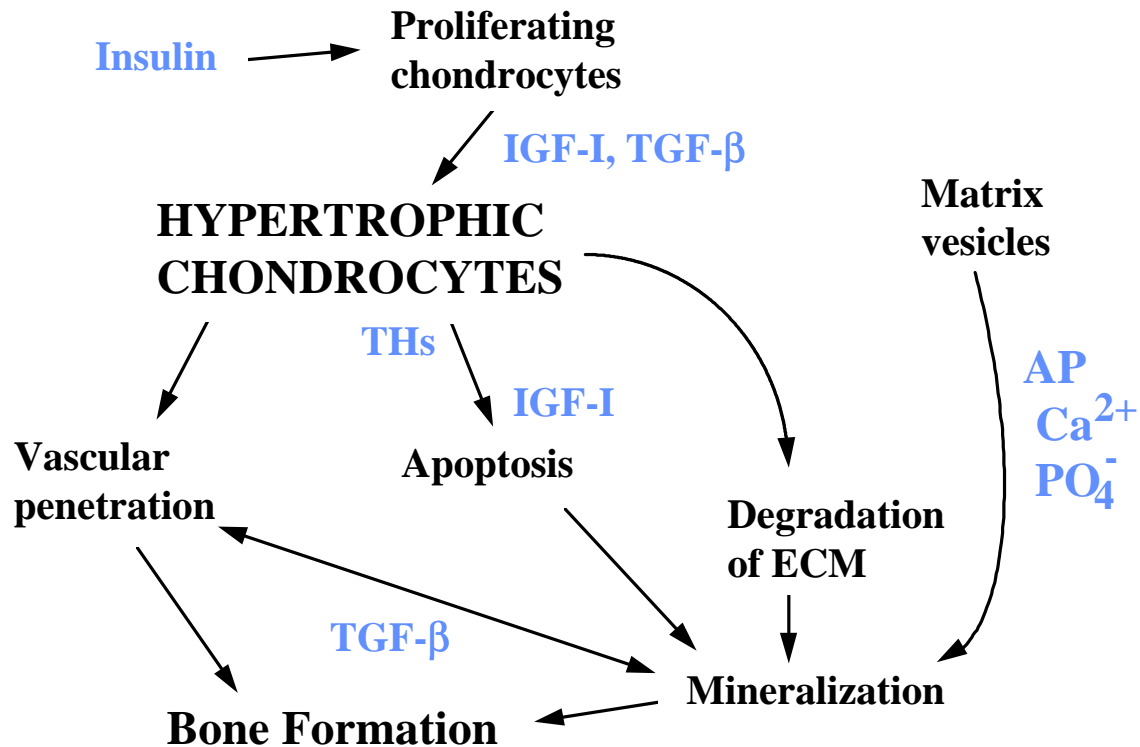 Insulin
Proliferating
chondrocytes
IGF-I, TGF-β
HYPERTROPHIC
CHONDROCYTES
Matrix
vesicles
THs
IGF-I
AP
Ca²⁺
PO₄⁻
Vascular
penetration
Apoptosis
Degradation
of ECM
TGF-β
Mineralization
Bone Formation